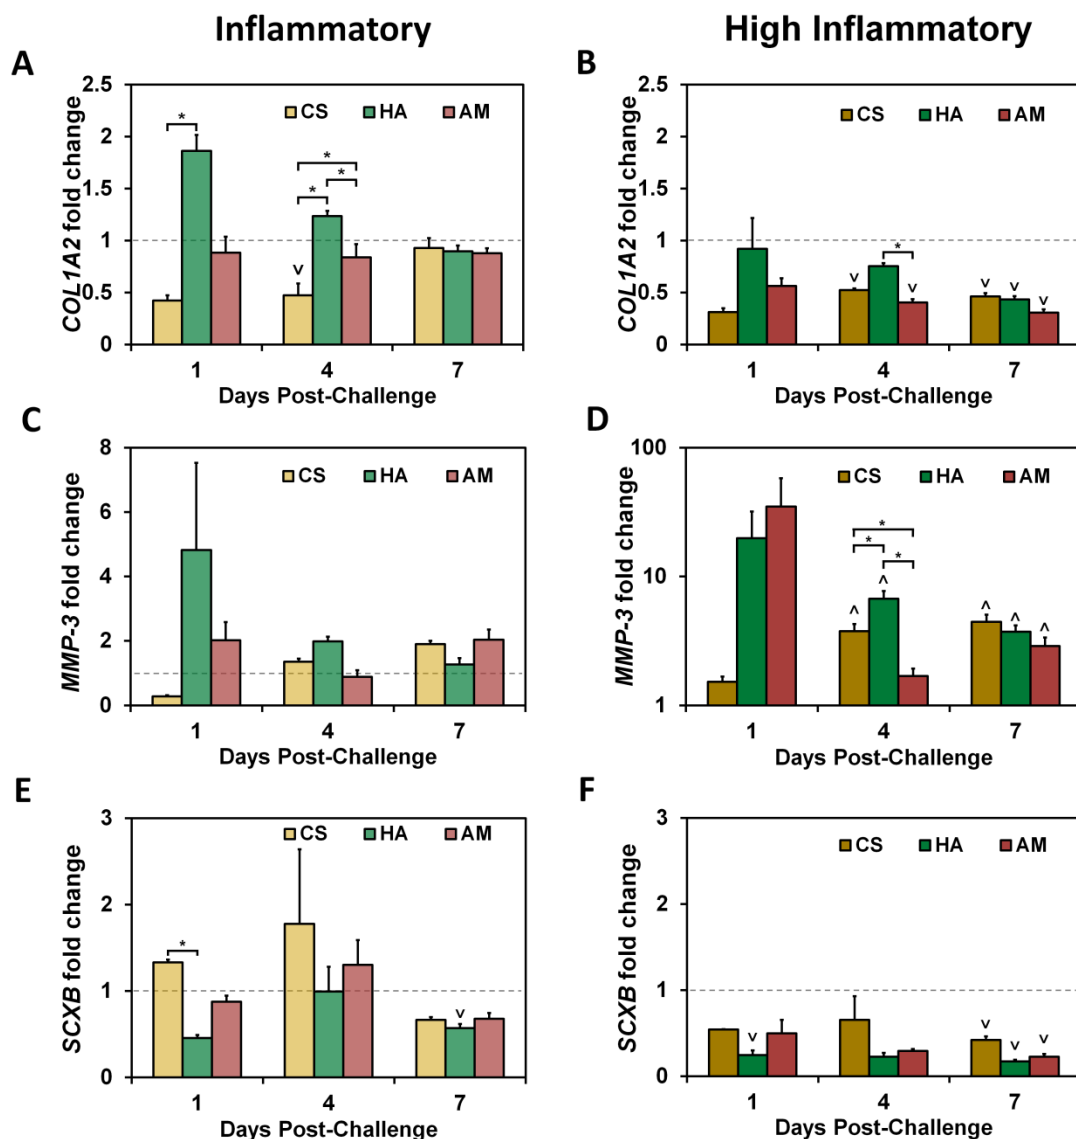 Inflammatory
High Inflammatory
A
COL1A2 fold change
2.5
2
1.5
1
0.5
0
CS HA AM
*
*
*
*
v
1 4 7
Days Post-Challenge
B
COL1A2 fold change
2.5
2
1.5
1
0.5
0
CS HA AM
*
v v v v v
1 4 7
Days Post-Challenge
C
MMP-3 fold change
8
6
4
2
0
CS HA AM
1 4 7
Days Post-Challenge
D
MMP-3 fold change
100
10
1
CS HA AM
*
*
*
^ ^ ^ ^ ^
1 4 7
Days Post-Challenge
E
SCXB fold change
3
2
1
0
CS HA AM
*
v
1 4 7
Days Post-Challenge
F
SCXB fold change
3
2
1
0
CS HA AM
v v v v
1 4 7
Days Post-Challenge